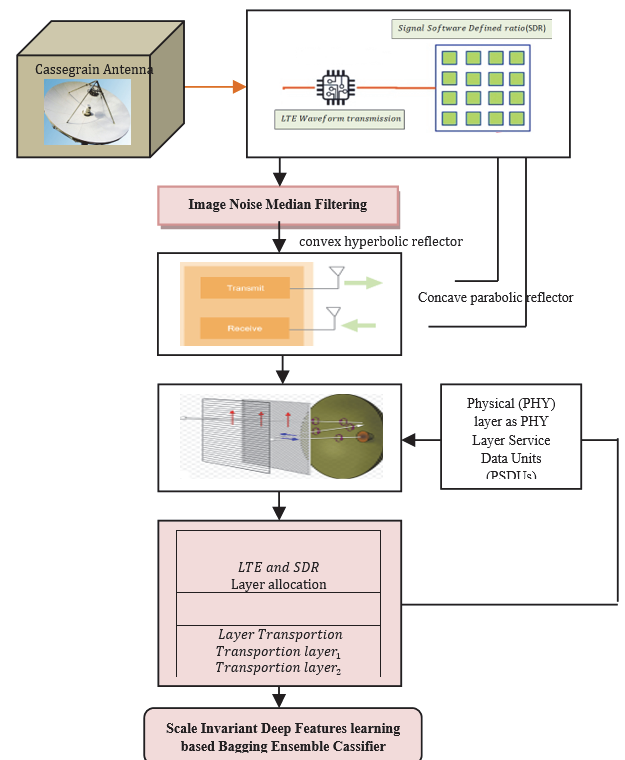 Cassegrain Antenna
Signal Software Defined ratio(SDR)
LTE Waveform transmission
Image Noise Median Filtering
convex hyperbolic reflector
Transmit
Receive
Concave parabolic reflector
Physical (PHY)
layer as PHY
Layer Service
Data Units
(PSDUs)
LTE and SDR
Layer allocation
Layer Transportion
Transportion layer₁
Transportion layer₂
Scale Invariant Deep Features learning
based Bagging Ensemble Cassifier